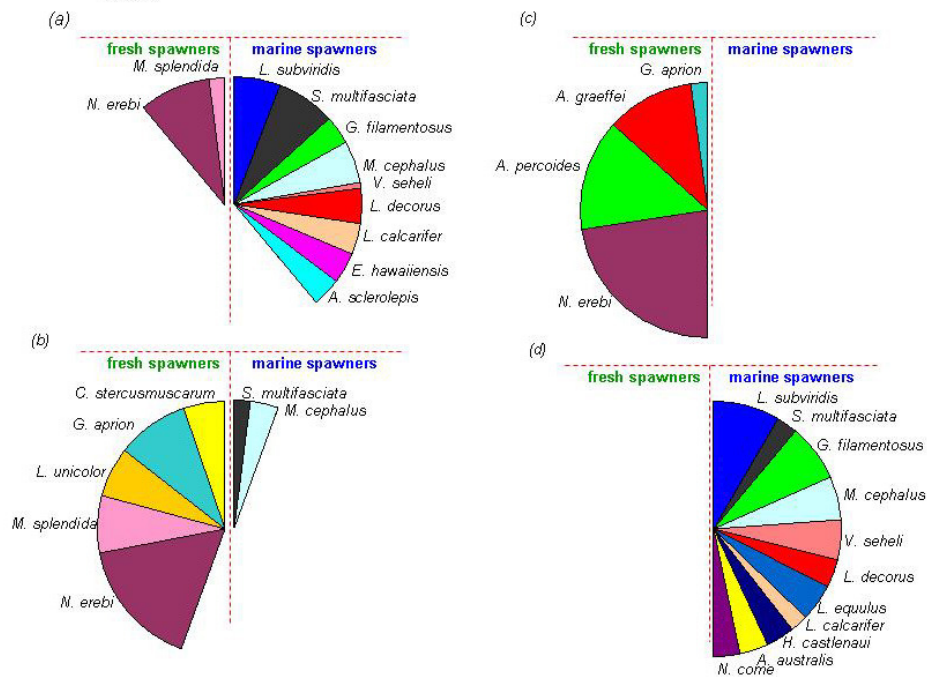 (a)
fresh spawners
marine spawners
M. splendida
L. subviridis
N. erebi
S. multifasciata
G. filamentosus
M. cephalus
V. seheli
L. decorus
L. calcarifer
E. hawaiiensis
A. sclerolepis
(c)
fresh spawners
marine spawners
G. aprion
A. graeffei
A. percoides
N. erebi
(b)
fresh spawners
marine spawners
C. stercusmuscarum
S. multifasciata
M. cephalus
G. aprion
L. unicolor
M. splendida
N. erebi
(d)
fresh spawners
marine spawners
L. subviridis
S. multifasciata
G. filamentosus
M. cephalus
V. seheli
L. decorus
L. equulus
L. calcarifer
H. castlenaui
A. australis
N. come